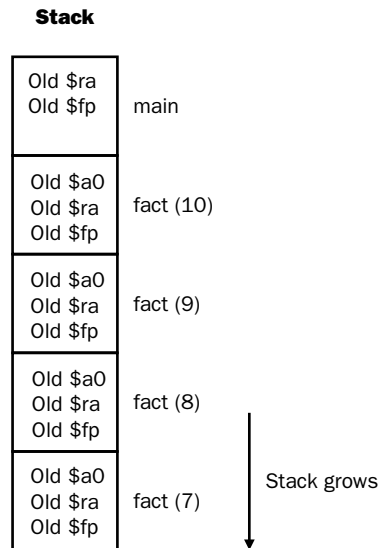 Stack
Old $ra
Old $fp
main
Old $a0
Old $ra
Old $fp
fact (10)
Old $a0
Old $ra
Old $fp
fact (9)
Old $a0
Old $ra
Old $fp
fact (8)
Old $a0
Old $ra
Old $fp
fact (7)
Stack grows